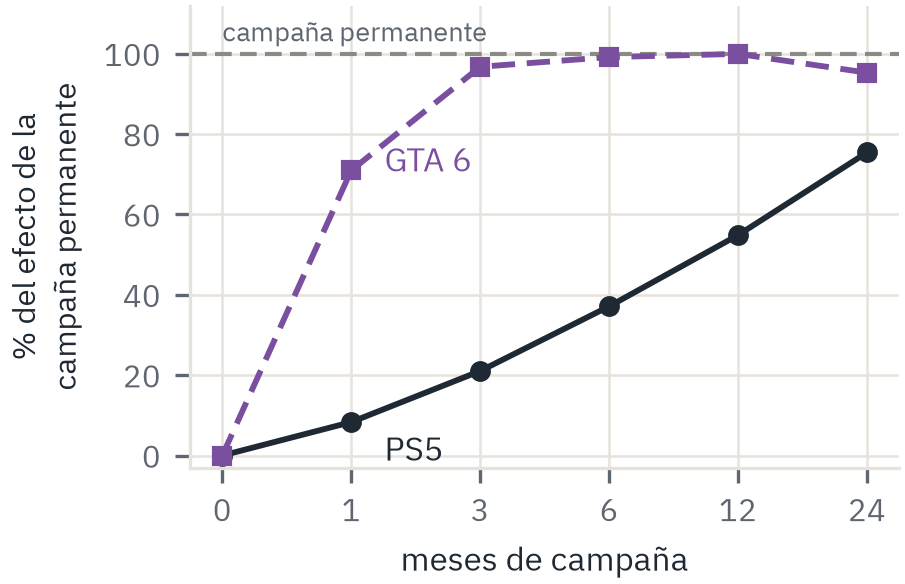 campaña permanente
100
80
60
40
20
0
% del efecto de la
campaña permanente
GTA 6
PS5
0 1 3 6 12 24
meses de campaña